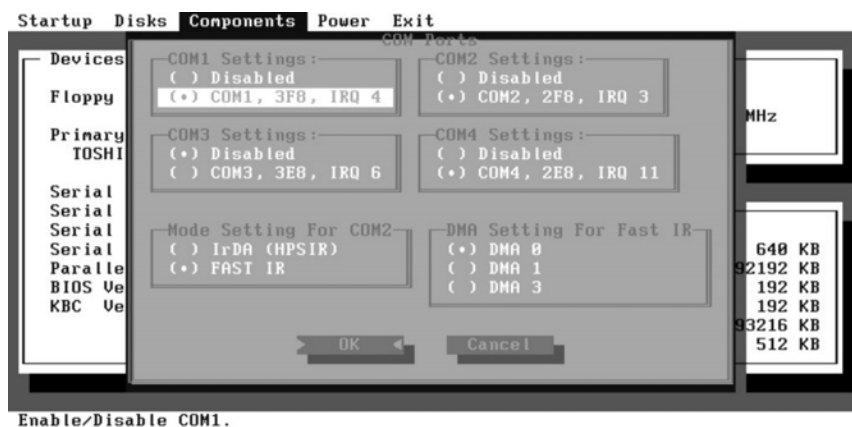 Startup Disks Components Power Exit
COM Ports
Devices
Floppy
Primary
TOSHI
Serial
Serial
Serial
Serial
Paralle
BIOS Ve
KBC Ve
COM1 Settings:
( ) Disabled
(•) COM1, 3F8, IRQ 4
COM2 Settings:
( ) Disabled
(•) COM2, 2F8, IRQ 3
COM3 Settings:
(•) Disabled
( ) COM3, 3E8, IRQ 6
COM4 Settings:
( ) Disabled
(•) COM4, 2E8, IRQ 11
Mode Setting For COM2
( ) IrDA (HPSIR)
(•) FAST IR
DMA Setting For Fast IR
(•) DMA 0
( ) DMA 1
( ) DMA 3
OK Cancel
MHz
640 KB
92192 KB
192 KB
192 KB
93216 KB
512 KB
Enable/Disable COM1.